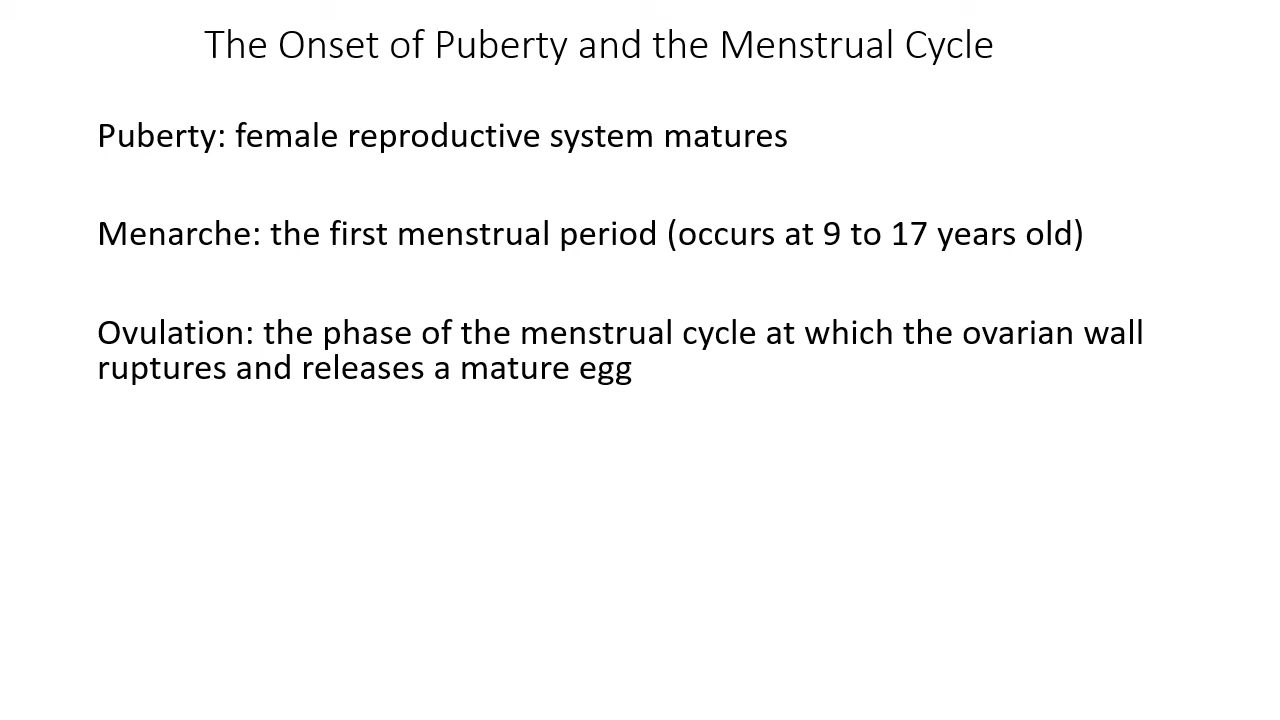 The Onset of Puberty and the Menstrual Cycle
Puberty: female reproductive system matures
Menarche: the first menstrual period (occurs at 9 to 17 years old)
Ovulation: the phase of the menstrual cycle at which the ovarian wall
ruptures and releases a mature egg